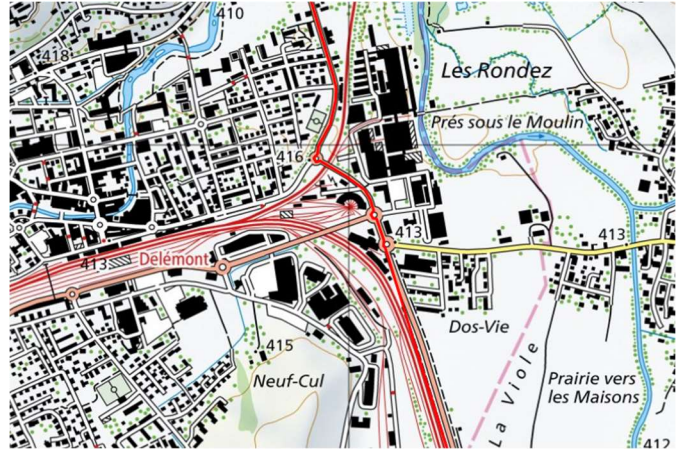 410
418
Les Rondez
Prés sous le Moulin
416
413
413
413
Delémont
Dos-Vie
415
Neuf-Cul
La Viole
Prairie vers
les Maisons
412